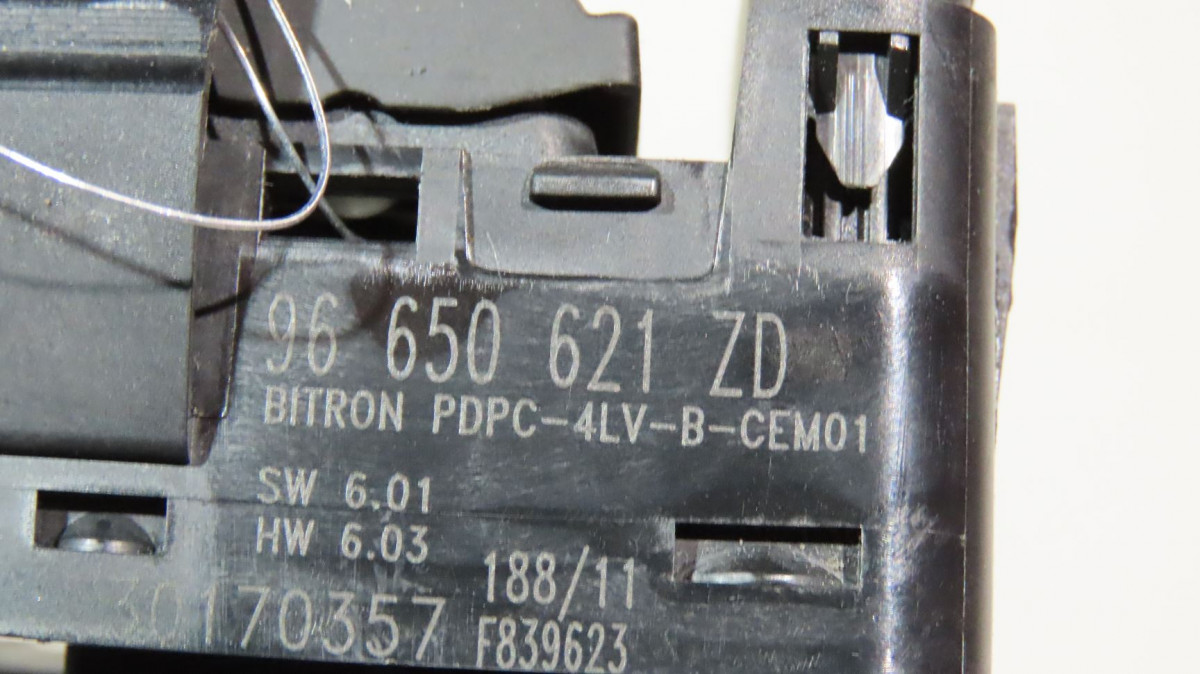 96 650 621 ZD
BITRON PDPC-4LV-B-CEM01
SW 6.01
HW 6.03
188/11
30170357
F839623